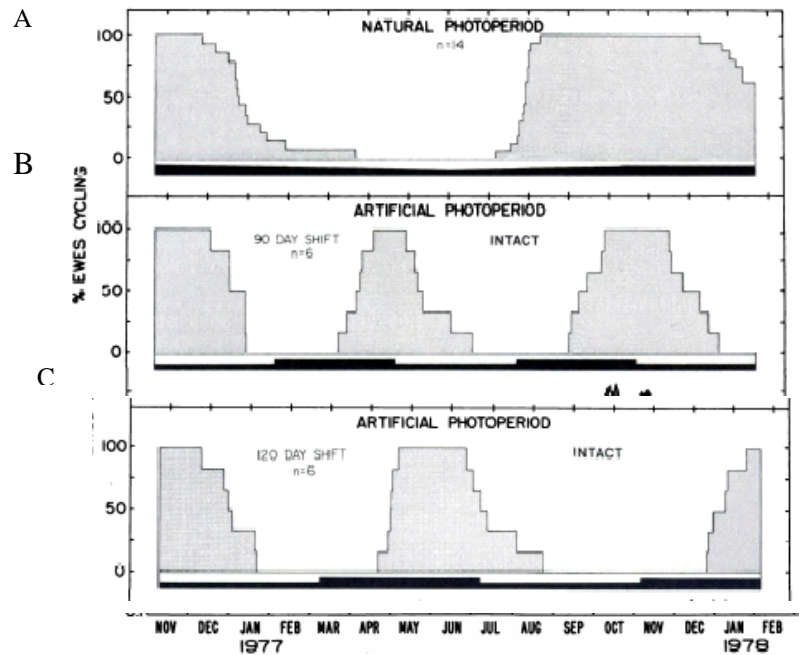 A
NATURAL PHOTOPERIOD
n=14
100
50
0
B
% EWES CYCLING
ARTIFICIAL PHOTOPERIOD
90 DAY SHIFT
n=6
INTACT
100
50
0
C
ARTIFICIAL PHOTOPERIOD
120 DAY SHIFT
n=6
INTACT
100
50
0
NOV DEC JAN FEB MAR APR MAY JUN JUL AUG SEP OCT NOV DEC JAN FEB
1977 1978